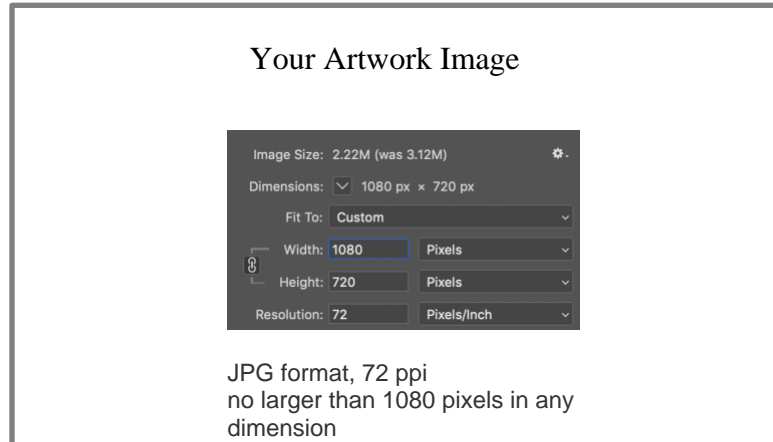 Your Artwork Image
Image Size: 2.22M (was 3.12M)
Dimensions: 1080 px × 720 px
Fit To: Custom
Width: 1080 Pixels
Height: 720 Pixels
Resolution: 72 Pixels/Inch
JPG format, 72 ppi
no larger than 1080 pixels in any
dimension